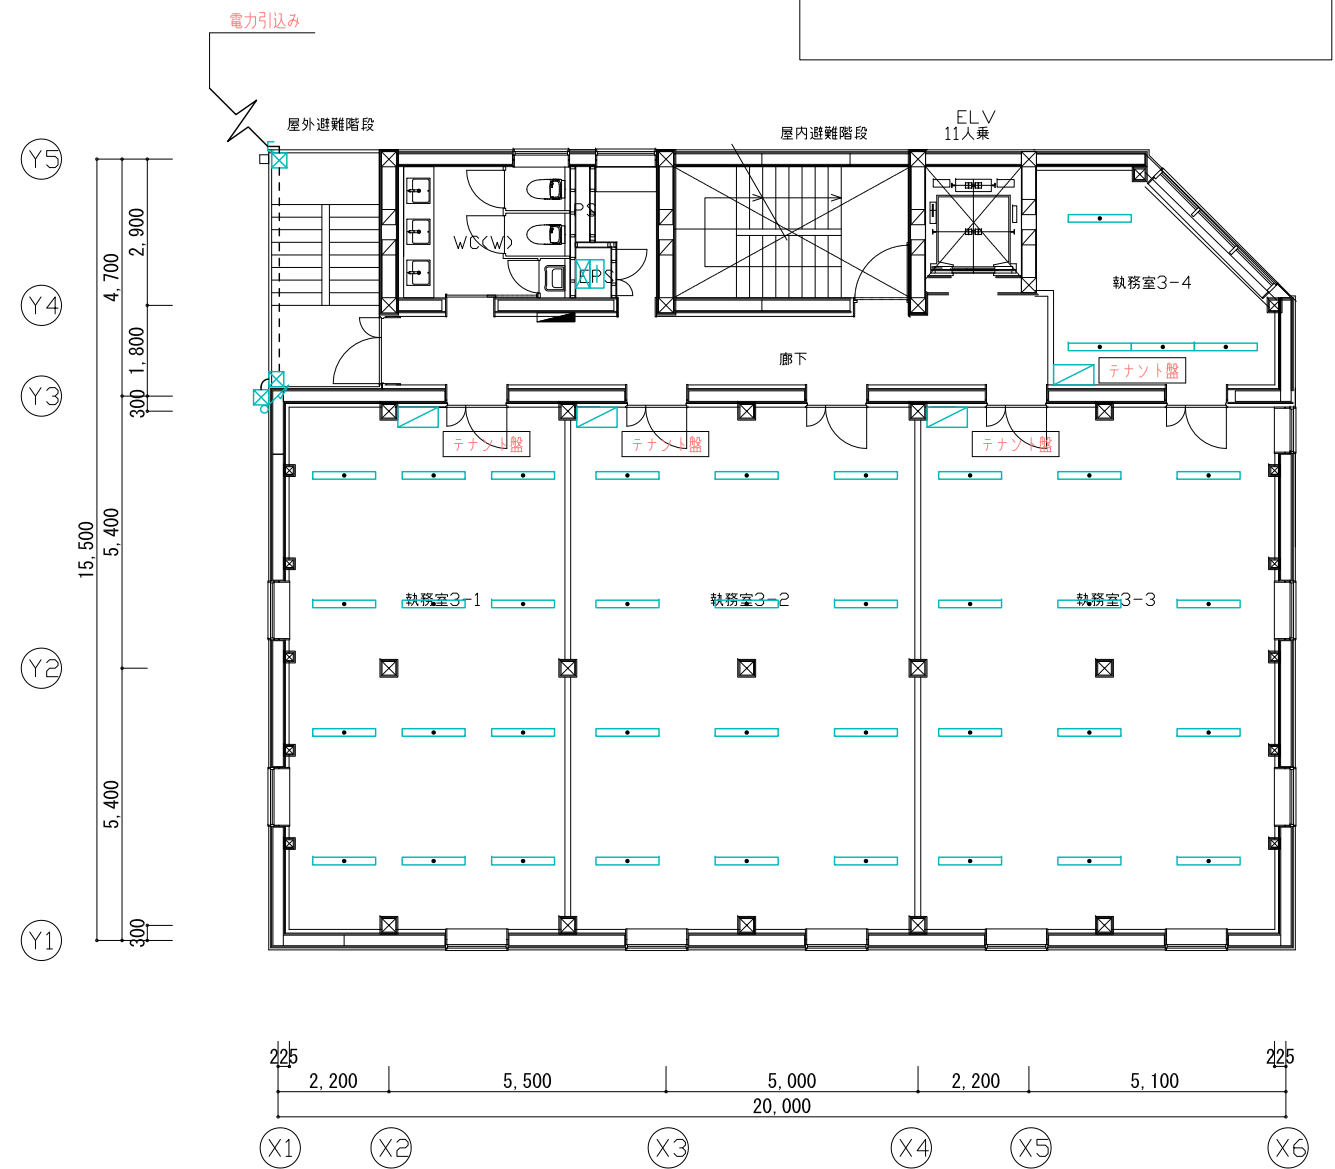 電力引込み
屋外避難階段
屋内避難階段
ELV
11人乗
Y5
2,900
4,700
PS
WC(W)
EPS
執務室3-4
Y4
1,800
廊下
テナント盤
Y3
300
テナント盤
テナント盤
テナント盤
15,500
5,400
執務室3-1
執務室3-2
執務室3-3
Y2
5,400
300
Y1
225
225
2,200
5,500
5,000
2,200
5,100
20,000
X1
X2
X3
X4
X5
X6